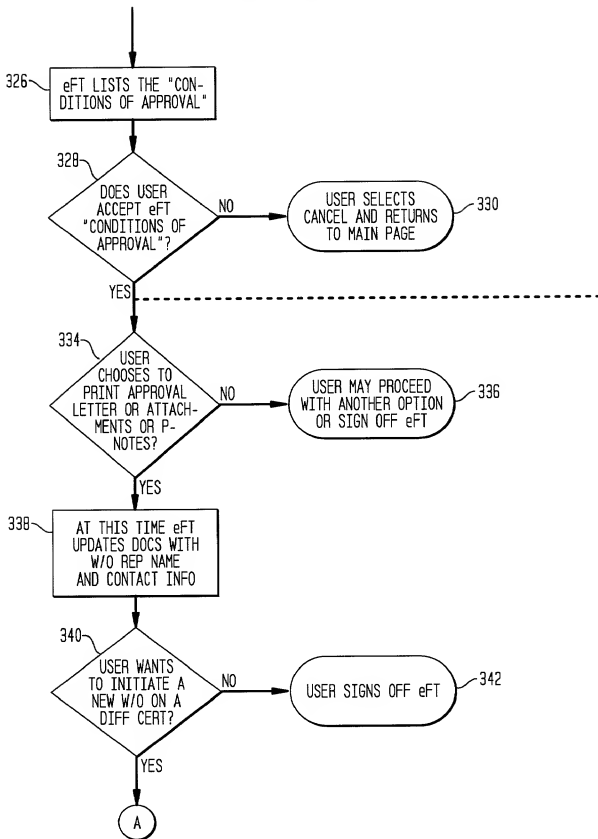 326
eFT LISTS THE "CON-
DITIONS OF APPROVAL"
328
DOES USER
ACCEPT eFT
"CONDITIONS OF
APPROVAL"?
NO
USER SELECTS
CANCEL AND RETURNS
TO MAIN PAGE
330
YES
334
USER
CHOOSES TO
PRINT APPROVAL
LETTER OR ATTACH-
MENTS OR P-
NOTES?
NO
USER MAY PROCEED
WITH ANOTHER OPTION
OR SIGN OFF eFT
336
YES
338
AT THIS TIME eFT
UPDATES DOCS WITH
W/O REP NAME
AND CONTACT INFO
340
USER WANTS
TO INITIATE A
NEW W/O ON A
DIFF CERT?
NO
USER SIGNS OFF eFT
342
YES
A